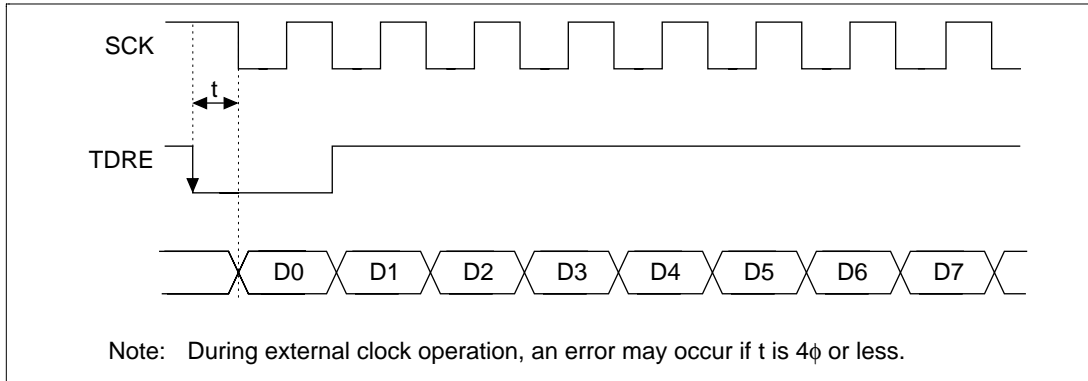 SCK
t
TDRE
D0 D1 D2 D3 D4 D5 D6 D7
Note: During external clock operation, an error may occur if t is 4ϕ or less.